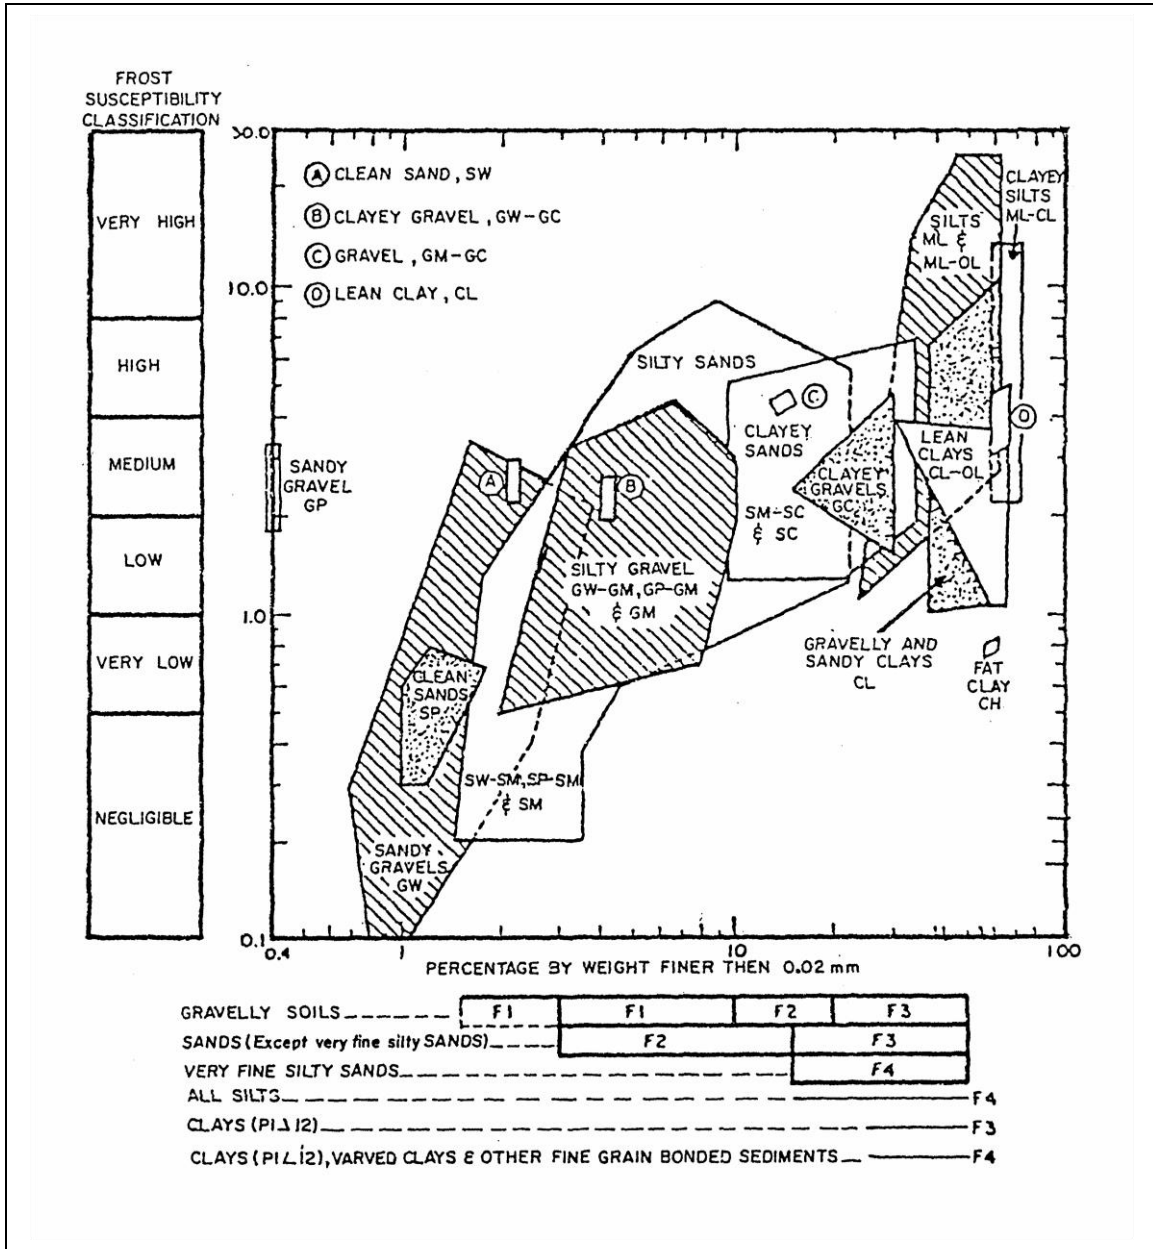 FROST
SUSCEPTIBILITY
CLASSIFICATION
VERY HIGH
HIGH
MEDIUM
LOW
VERY LOW
NEGLIGIBLE
10.0
1.0
0.1
Ⓐ CLEAN SAND, SW
Ⓑ CLAYEY GRAVEL, GW-GC
Ⓒ GRAVEL, GM-GC
Ⓓ LEAN CLAY, CL
CLAYEY
SILTS
ML-CL
SILTS
ML &
ML-OL
SILTY SANDS
Ⓒ
CLAYEY
SANDS
Ⓓ
LEAN
CLAYS
CL-OL
SANDY
GRAVEL
GP
Ⓐ
Ⓑ
CLAYEY
GRAVELS
GC
SM-SC
& SC
SILTY GRAVEL
GW-GM, GP-GM
& GM
GRAVELLY AND
SANDY CLAYS
CL
FAT
CLAY
CH
CLEAN
SANDS
SP
SW-SM, SP-SM
& SM
SANDY
GRAVELS
GW
0.4
1
10
100
PERCENTAGE BY WEIGHT FINER THEN 0.02 mm
GRAVELLY SOILS F1 F1 F2 F3
SANDS (Except very fine silty SANDS) F2 F3
VERY FINE SILTY SANDS F4
ALL SILTS F4
CLAYS (PI 12) F3
CLAYS (PI∠12), VARVED CLAYS & OTHER FINE GRAIN BONDED SEDIMENTS F4